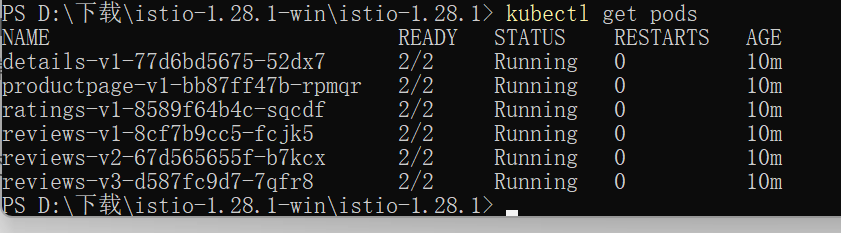 PS D:\下载\istio-1.28.1-win\istio-1.28.1> kubectl get pods
NAME READY STATUS RESTARTS AGE
details-v1-77d6bd5675-52dx7 2/2 Running 0 10m
productpage-v1-bb87ff47b-rpmqr 2/2 Running 0 10m
ratings-v1-8589f64b4c-sqcdf 2/2 Running 0 10m
reviews-v1-8cf7b9cc5-fcjk5 2/2 Running 0 10m
reviews-v2-67d565655f-b7kcx 2/2 Running 0 10m
reviews-v3-d587fc9d7-7qfr8 2/2 Running 0 10m
PS D:\下载\istio-1.28.1-win\istio-1.28.1>